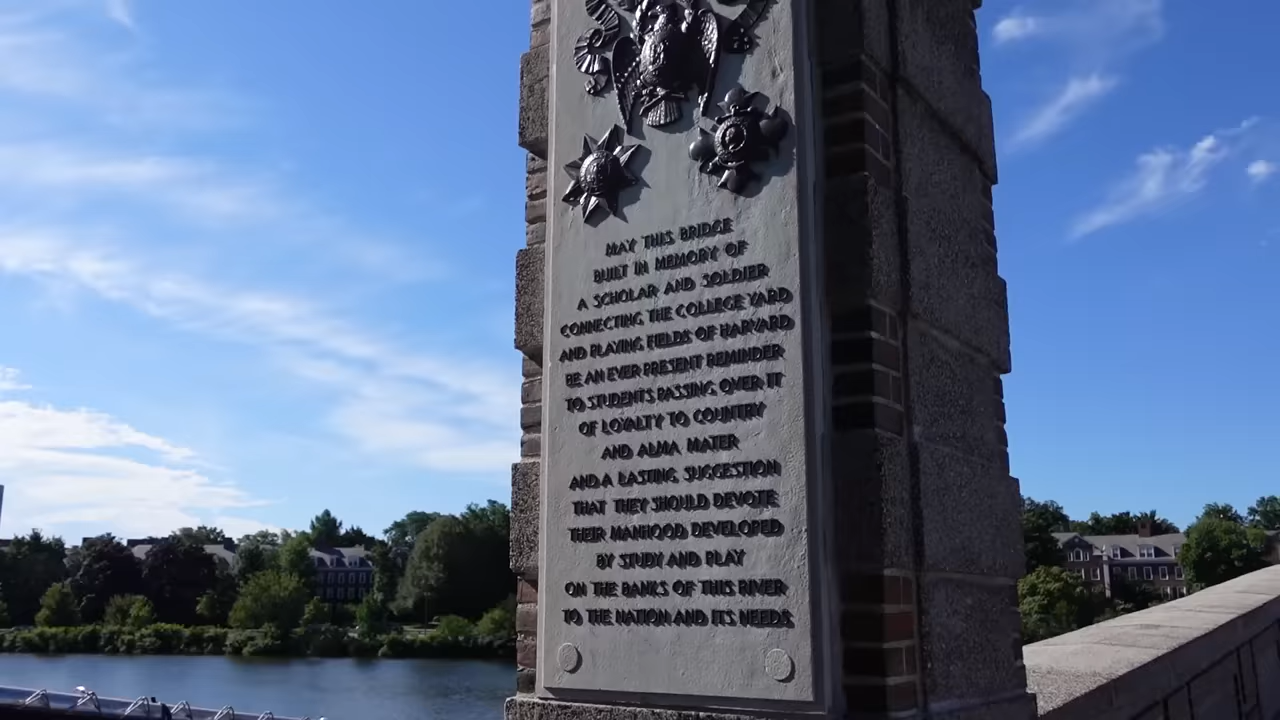 MAY THIS BRIDGE
BUILT IN MEMORY OF
A SCHOLAR AND SOLDIER
CONNECTING THE COLLEGE YARD
AND PLAYING FIELDS OF HARVARD
BE AN EVER PRESENT REMINDER
TO STUDENTS PASSING OVER IT
OF LOYALTY TO COUNTRY
AND ALMA MATER
AND A LASTING SUGGESTION
THAT THEY SHOULD DEVOTE
THEIR MANHOOD DEVELOPED
BY STUDY AND PLAY
ON THE BANKS OF THIS RIVER
TO THE NATION AND ITS NEEDS